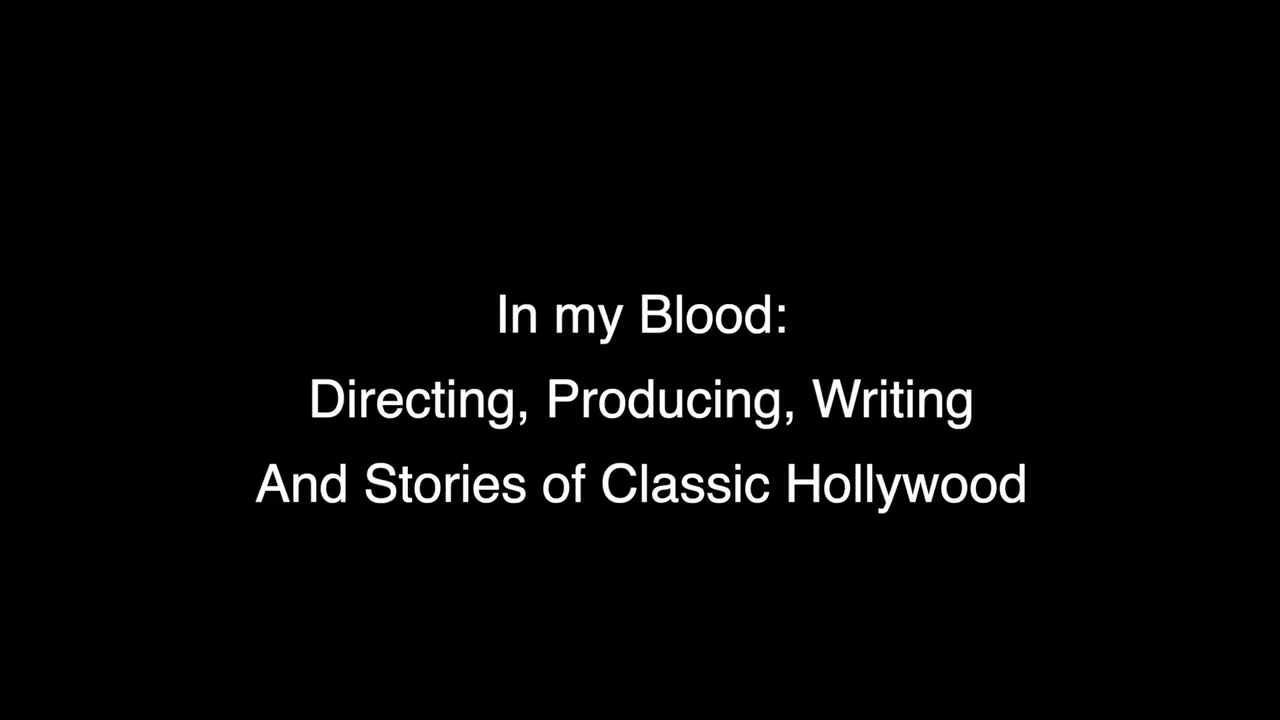 In my Blood:
Directing, Producing, Writing
And Stories of Classic Hollywood